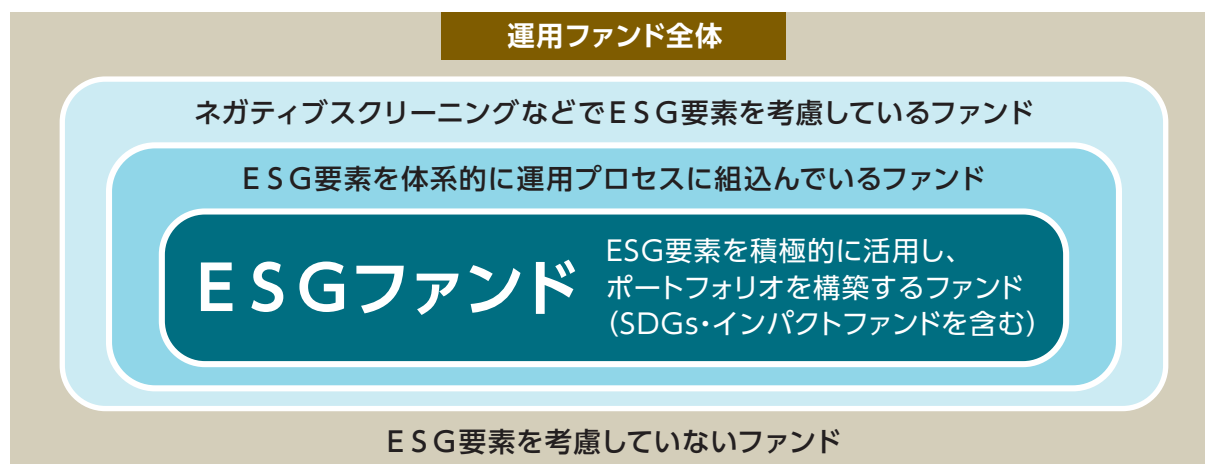 運用ファンド全体
ネガティブスクリーニングなどでESG要素を考慮しているファンド
ESG要素を体系的に運用プロセスに組込んでいるファンド
ESGファンド
ESG要素を積極的に活用し、
ポートフォリオを構築するファンド
(SDGs・インパクトファンドを含む)
ESG要素を考慮していないファンド